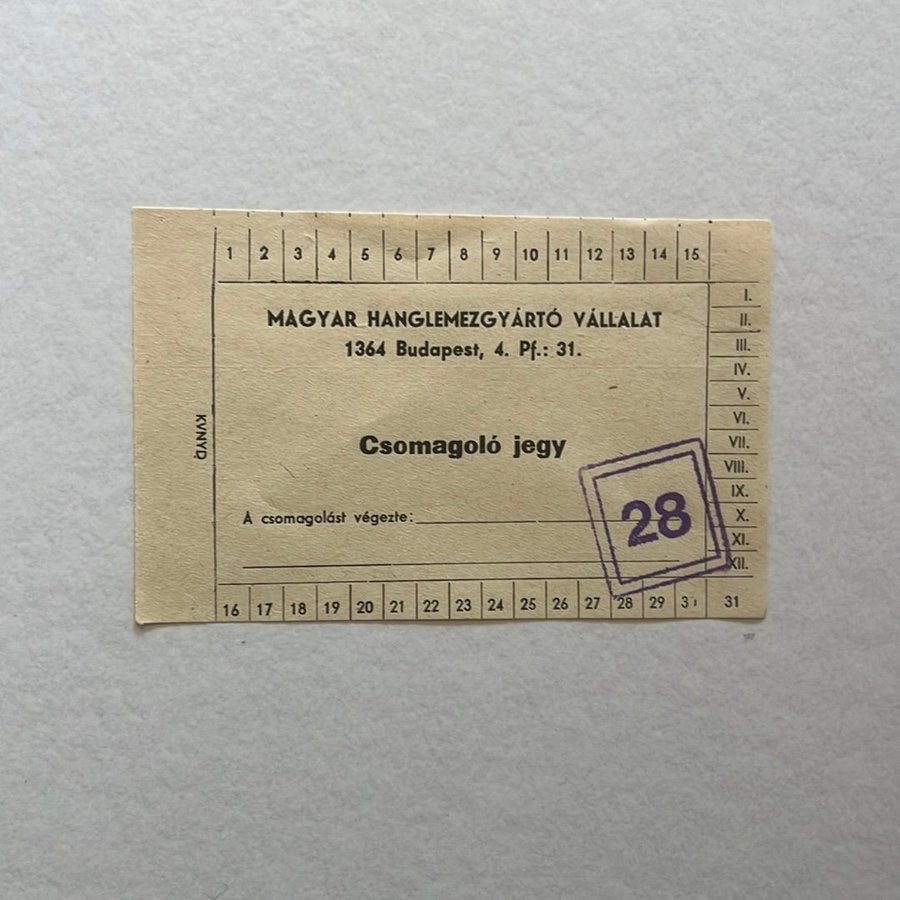 1 2 3 4 5 6 7 8 9 10 11 12 13 14 15
MAGYAR HANGLEMEZGYÁRTÓ VÁLLALAT
1364 Budapest, 4. Pf.: 31.
Csomagoló jegy
A csomagolást végezte:
28
I.
II.
III.
IV.
V.
VI.
VII.
VIII.
IX.
X.
XI.
XII.
16 17 18 19 20 21 22 23 24 25 26 27 28 29 30 31